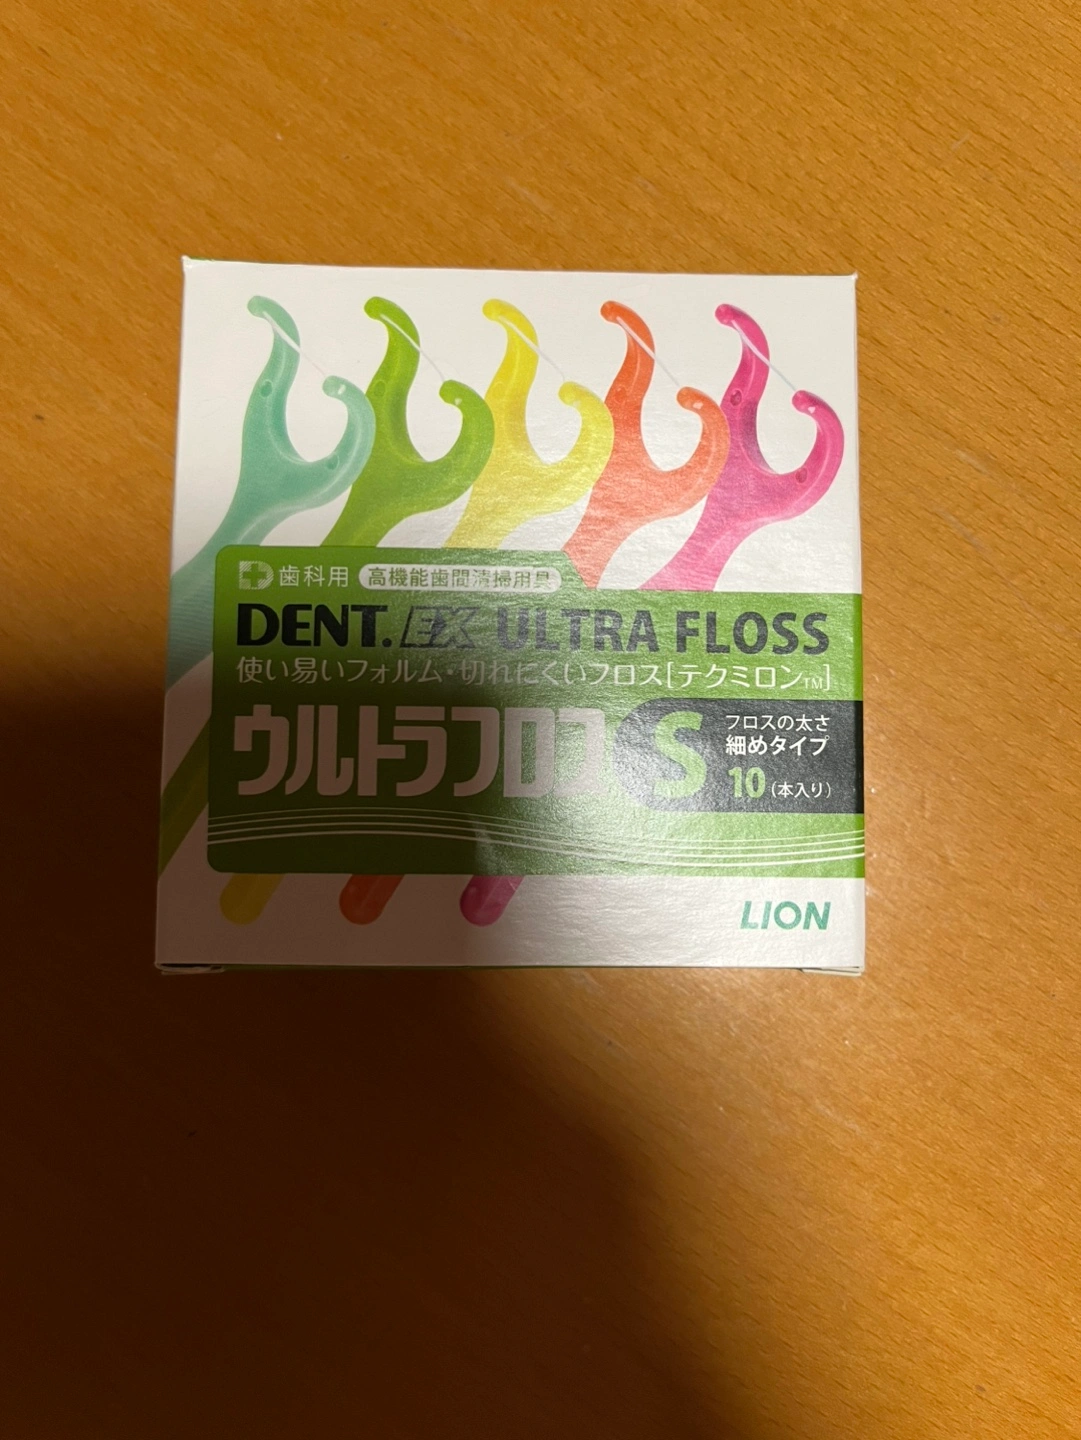 歯科用 高機能歯間清掃用具
DENT.EX ULTRA FLOSS
使い易いフォルム・切れにくいフロス[テクミロン™]
ウルトラフロス S
フロスの太さ
細めタイプ
10(本入り)
LION